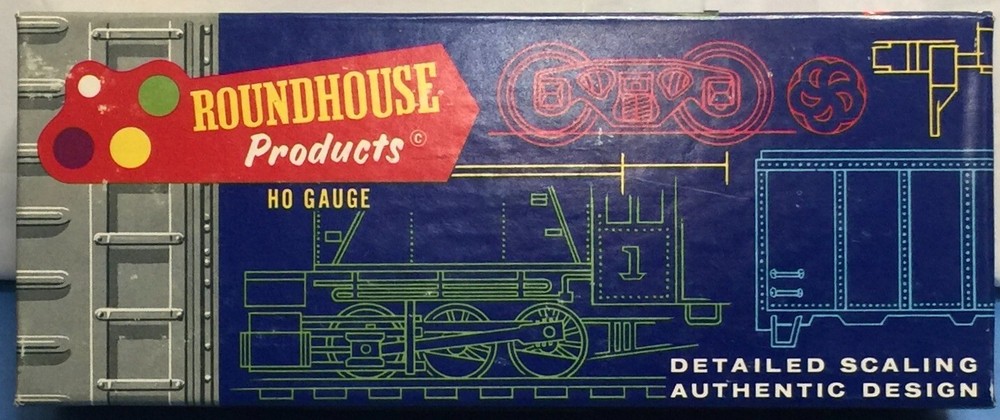 ROUNDHOUSE
Products ©
HO GAUGE
1
DETAILED SCALING
AUTHENTIC DESIGN